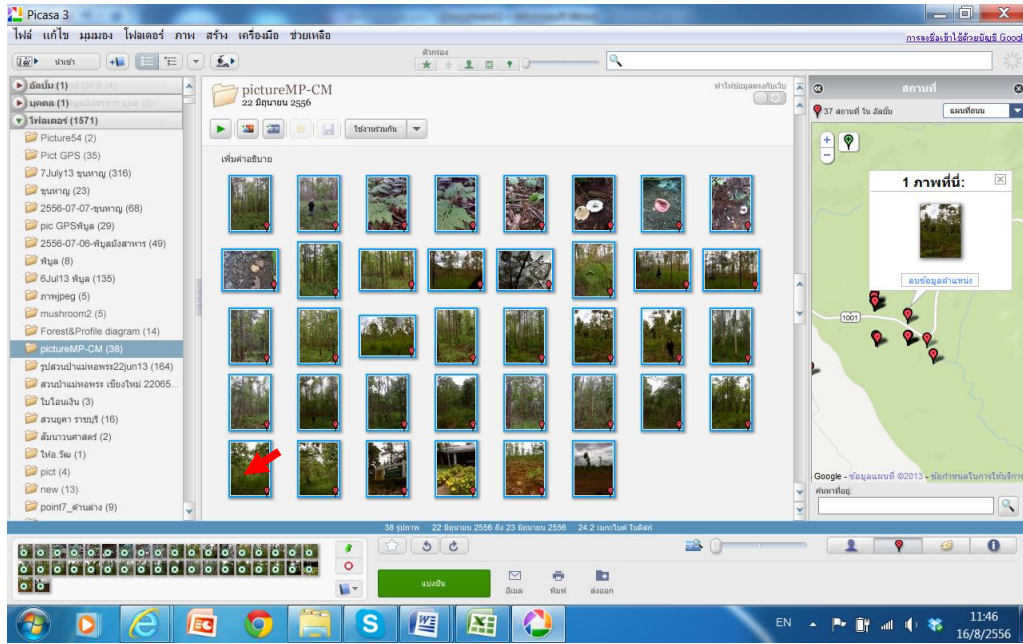 Picasa 3
ไฟล์ แก้ไข มุมมอง โฟลเดอร์ ภาพ สร้าง เครื่องมือ ช่วยเหลือ
การลงชื่อเข้าใช้ด้วยบัญชี Googl
นำเข้า
ตัวกรอง
อัลบั้ม (1)
บุคคล (1)
โฟลเดอร์ (1571)
Picture54 (2)
Pict GPS (35)
7July13 ขุนหาญ (316)
ขุนหาญ (23)
2556-07-07-ขุนหาญ (68)
pic GPSพิบูล (29)
2556-07-06-พิบูลมังสาหาร (49)
พิบูล (8)
6Jul13 พิบูล (135)
ภาพjpeg (5)
mushroom2 (5)
Forest&Profile diagram (14)
pictureMP-CM (38)
รูปสวนป่าแม่หอพระ22jun13 (164)
สวนป่าแม่หอพระ เชียงใหม่ 22065...
ใบโอนเงิน (3)
สวนยูคา ราชบุรี (16)
สัมนาวนศาสตร์ (2)
ให้อ.วัฒ (1)
pict (4)
new (13)
point7_ด้านล่าง (9)
pictureMP-CM
22 มิถุนายน 2556
ทำให้ข้อมูลตรงกับเว็บ
ใช้งานร่วมกัน
เพิ่มคำอธิบาย
สถานที่
37 สถานที่ ใน อัลบั้ม
แผนที่ถนน
1 ภาพที่นี่:
ลบข้อมูลตำแหน่ง
1001
Google - ข้อมูลแผนที่ ©2013 - ข้อกำหนดในการให้บริการ
ค้นหาที่อยู่:
38 รูปภาพ 22 มิถุนายน 2556 ถึง 23 มิถุนายน 2556 24.2 เมกะไบต์ ในดิสก์
แบ่งปัน
อีเมล
พิมพ์
ส่งออก
EN
11:46
16/8/2556